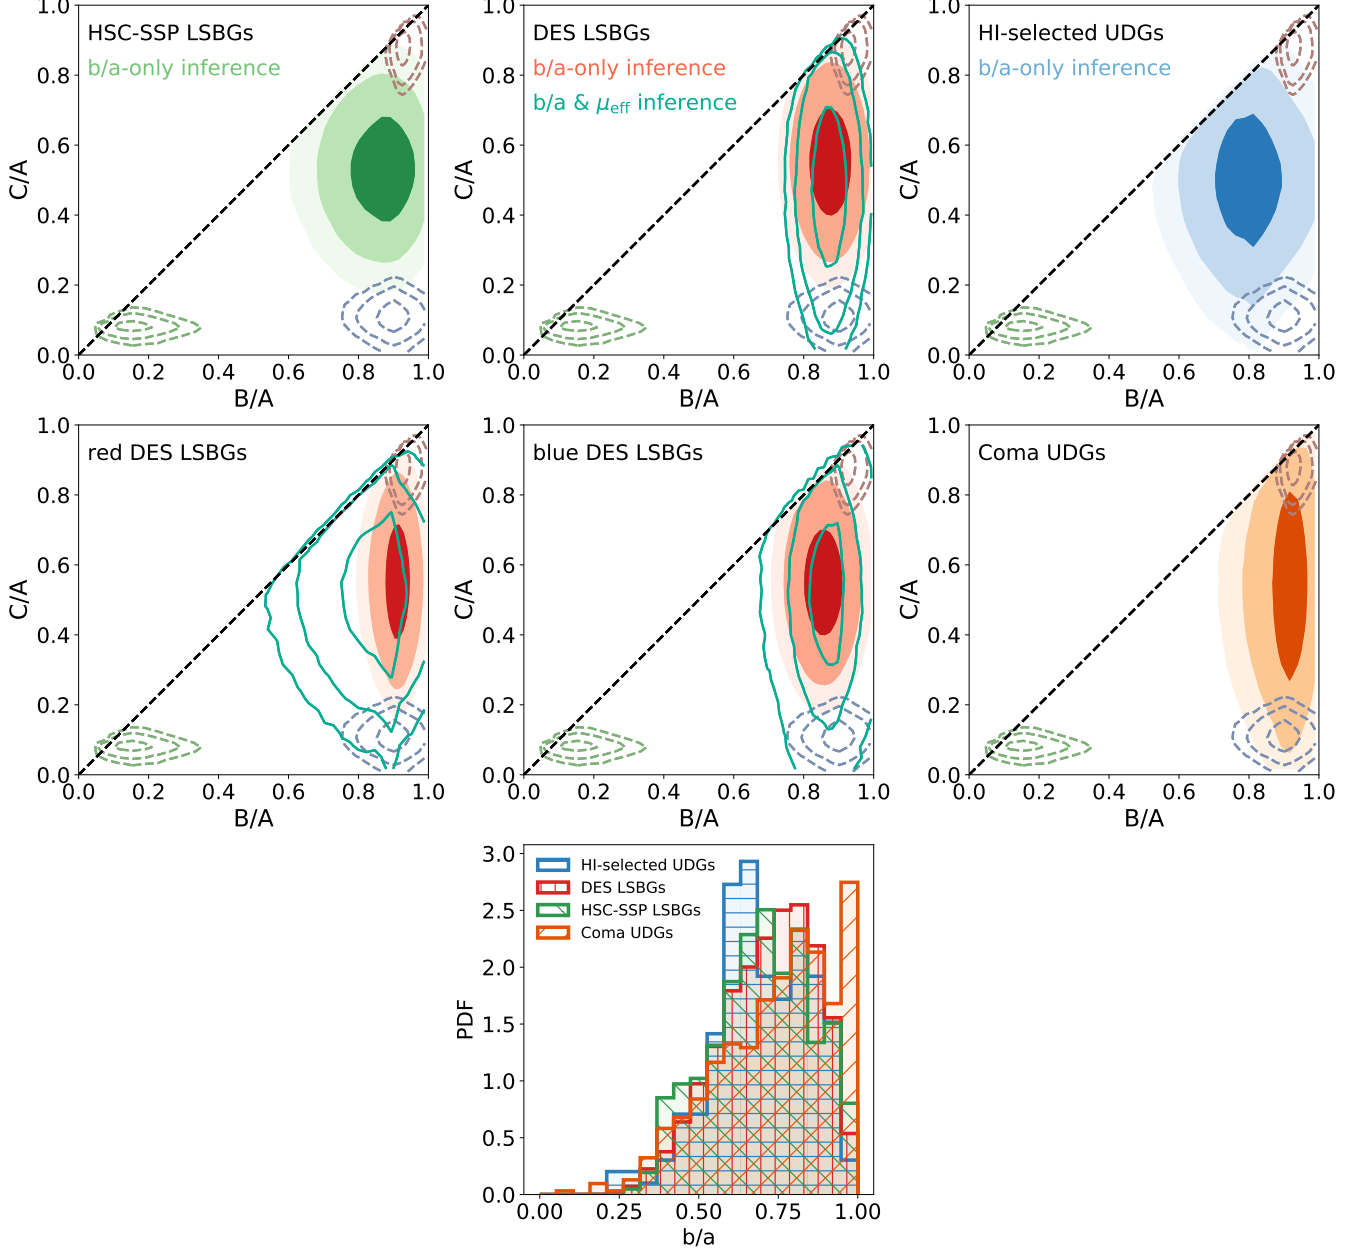 HSC-SSP LSBGs
b/a-only inference
1.0
0.8
0.6
0.4
0.2
0.0
C/A
0.0 0.2 0.4 0.6 0.8 1.0
B/A
DES LSBGs
b/a-only inference
b/a & μeff inference
1.0
0.8
0.6
0.4
0.2
0.0
C/A
0.0 0.2 0.4 0.6 0.8 1.0
B/A
HI-selected UDGs
b/a-only inference
1.0
0.8
0.6
0.4
0.2
0.0
C/A
0.0 0.2 0.4 0.6 0.8 1.0
B/A
red DES LSBGs
1.0
0.8
0.6
0.4
0.2
0.0
C/A
0.0 0.2 0.4 0.6 0.8 1.0
B/A
blue DES LSBGs
1.0
0.8
0.6
0.4
0.2
0.0
C/A
0.0 0.2 0.4 0.6 0.8 1.0
B/A
Coma UDGs
1.0
0.8
0.6
0.4
0.2
0.0
C/A
0.0 0.2 0.4 0.6 0.8 1.0
B/A
HI-selected UDGs
DES LSBGs
HSC-SSP LSBGs
Coma UDGs
3.0
2.5
2.0
1.5
1.0
0.5
0.0
PDF
0.00 0.25 0.50 0.75 1.00
b/a